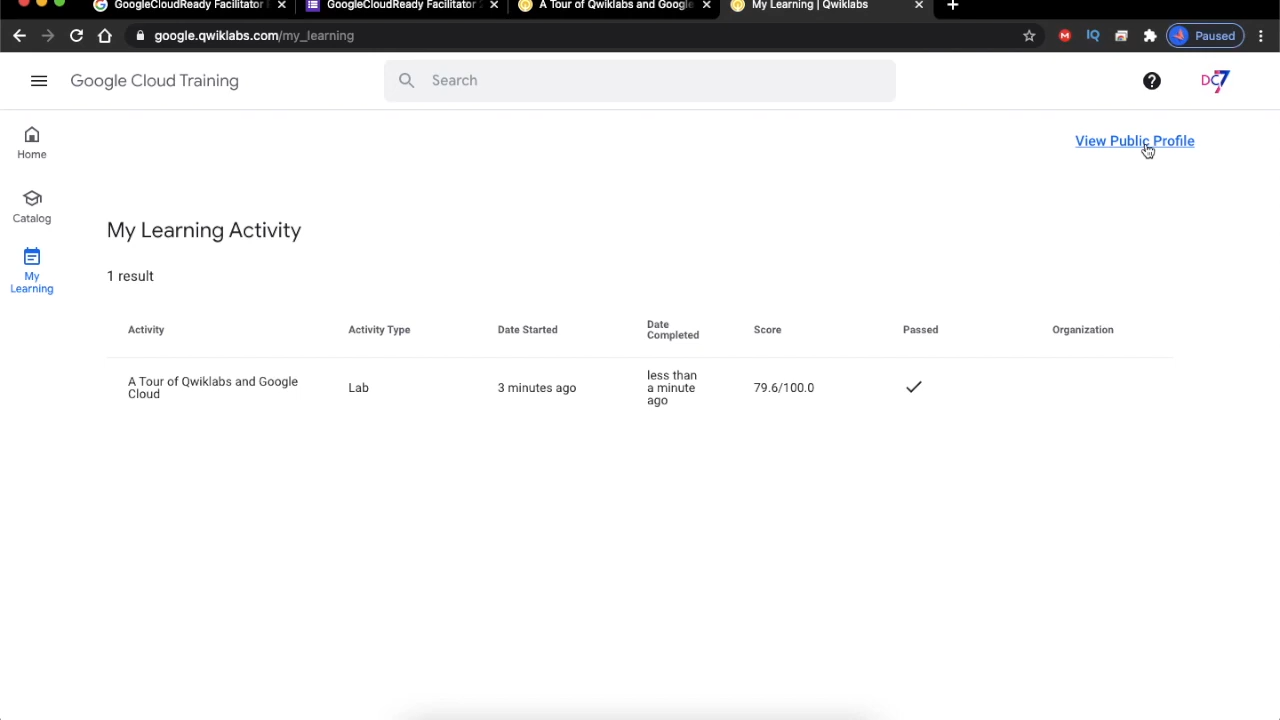 GoogleCloudReady Facilitator
GoogleCloudReady Facilitator
A Tour of Qwiklabs and Google
My Learning | Qwiklabs
google.qwiklabs.com/my_learning
IQ
Paused
Google Cloud Training
Search
DC7
Home
View Public Profile
Catalog
My
Learning
My Learning Activity
1 result
Activity
Activity Type
Date Started
Date
Completed
Score
Passed
Organization
A Tour of Qwiklabs and Google
Cloud
Lab
3 minutes ago
less than
a minute
ago
79.6/100.0